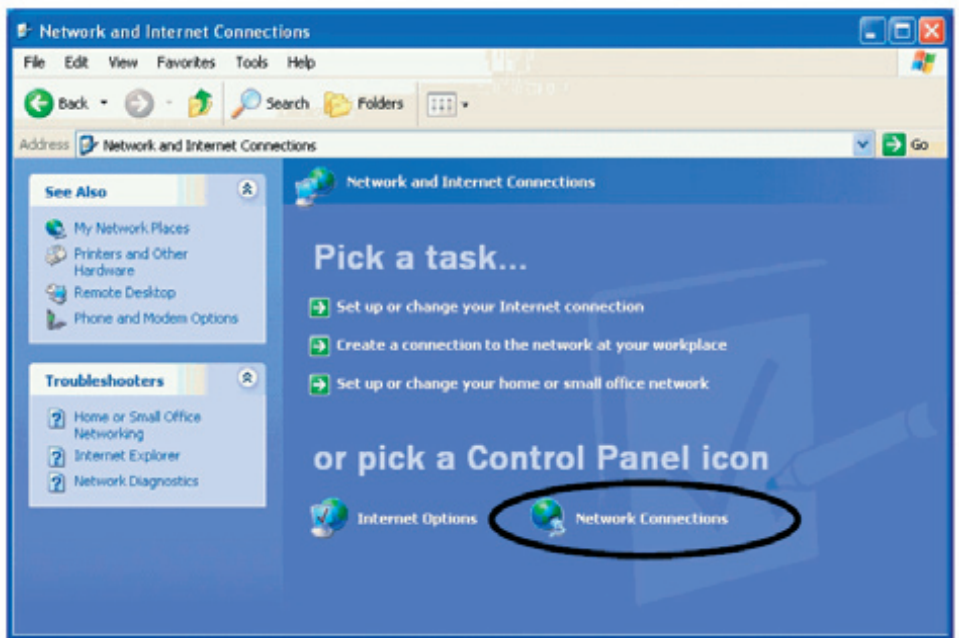 Network and Internet Connections
File Edit View Favorites Tools Help
Back Search Folders
Address Network and Internet Connections Go
See Also
My Network Places
Printers and Other
Hardware
Remote Desktop
Phone and Modem Options
Troubleshooters
Home or Small Office
Networking
Internet Explorer
Network Diagnostics
Network and Internet Connections
Pick a task...
Set up or change your Internet connection
Create a connection to the network at your workplace
Set up or change your home or small office network
or pick a Control Panel icon
Internet Options Network Connections